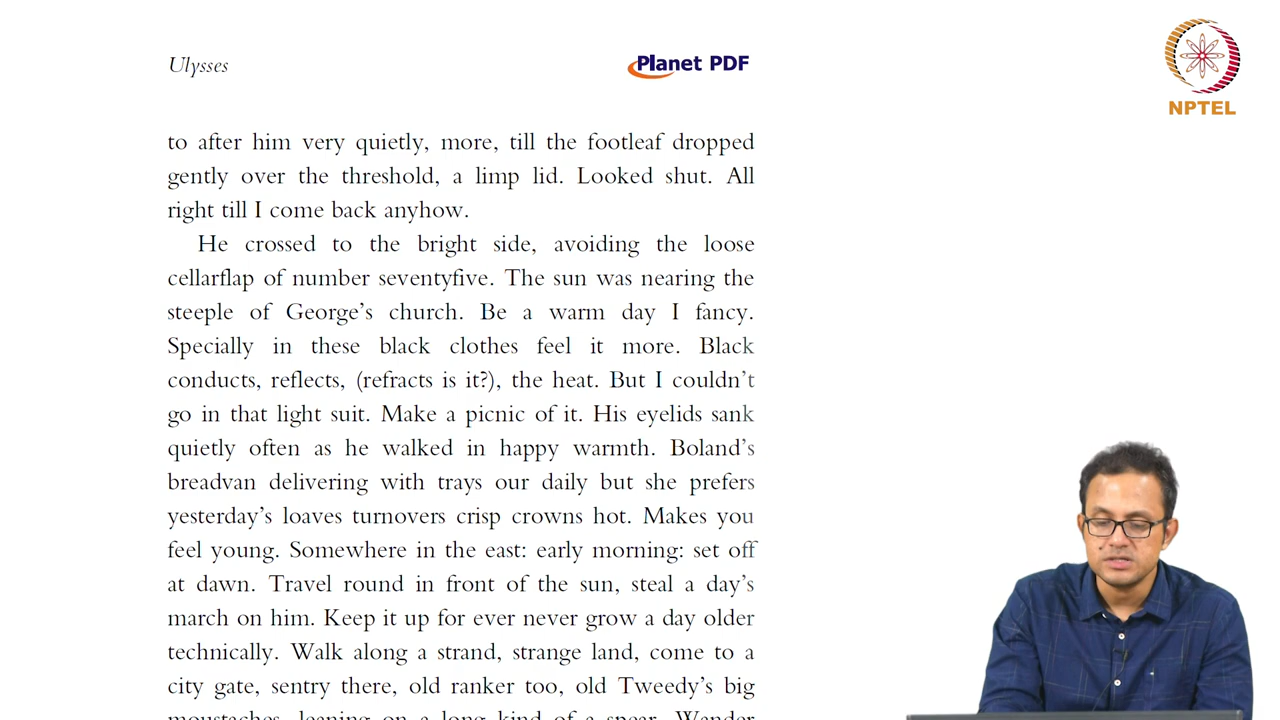 Ulysses
Planet PDF
NPTEL
to after him very quietly, more, till the footleaf dropped
gently over the threshold, a limp lid. Looked shut. All
right till I come back anyhow.
He crossed to the bright side, avoiding the loose
cellarflap of number seventyfive. The sun was nearing the
steeple of George’s church. Be a warm day I fancy.
Specially in these black clothes feel it more. Black
conducts, reflects, (refracts is it?), the heat. But I couldn’t
go in that light suit. Make a picnic of it. His eyelids sank
quietly often as he walked in happy warmth. Boland’s
breadvan delivering with trays our daily but she prefers
yesterday’s loaves turnovers crisp crowns hot. Makes you
feel young. Somewhere in the east: early morning: set off
at dawn. Travel round in front of the sun, steal a day’s
march on him. Keep it up for ever never grow a day older
technically. Walk along a strand, strange land, come to a
city gate, sentry there, old ranker too, old Tweedy’s big
moustaches, leaning on a long kind of a spear. Wander